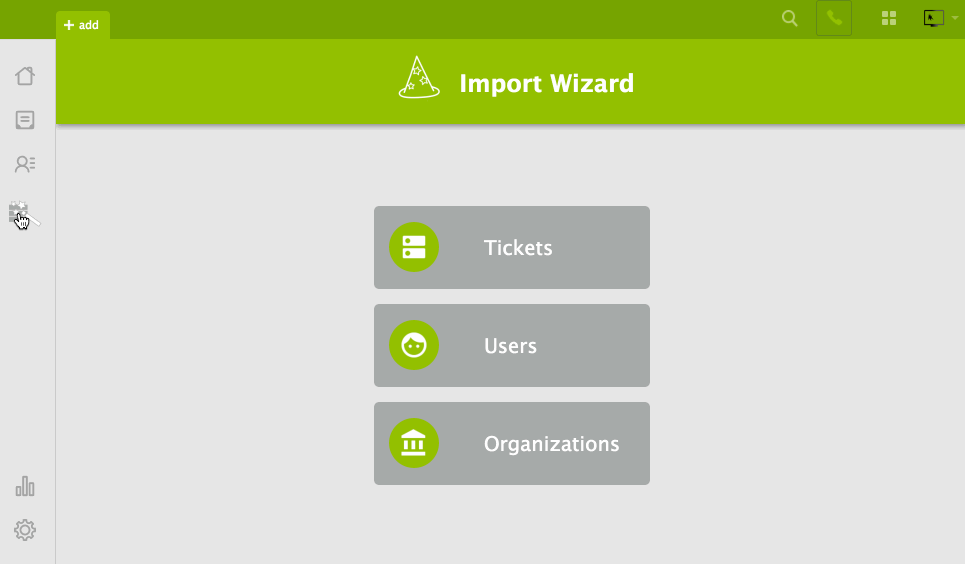 + add
Import Wizard
Tickets
Users
Organizations